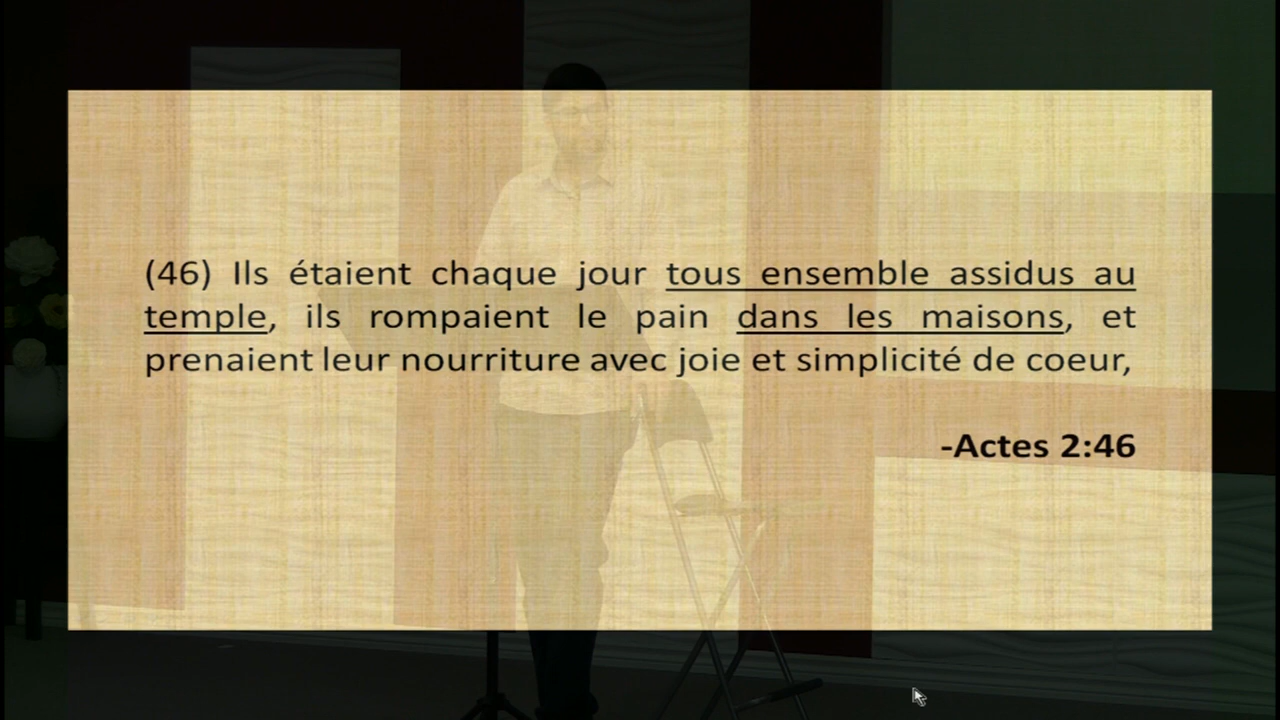 (46) Ils étaient chaque jour tous ensemble assidus au
temple, ils rompaient le pain dans les maisons, et
prenaient leur nourriture avec joie et simplicité de coeur,
-Actes 2:46